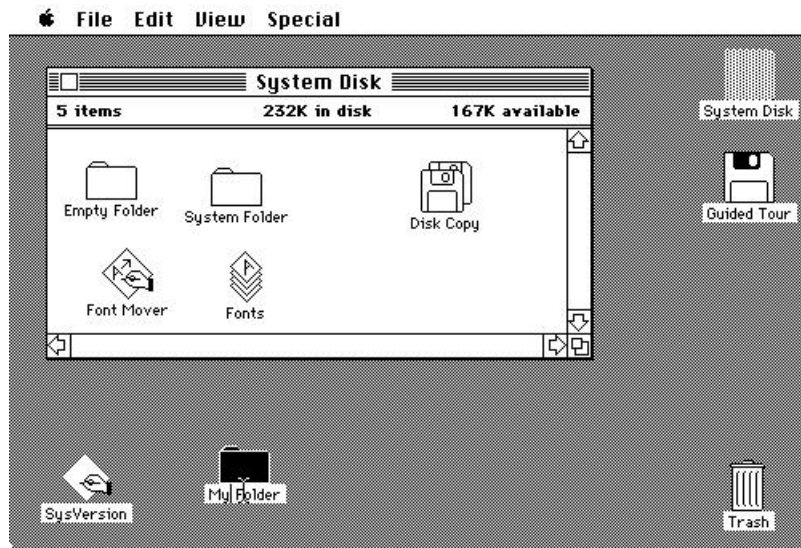 File Edit View Special
System Disk
5 items 232K in disk 167K available
Empty Folder
System Folder
Disk Copy
Font Mover
Fonts
System Disk
Guided Tour
SysVersion
My Folder
Trash